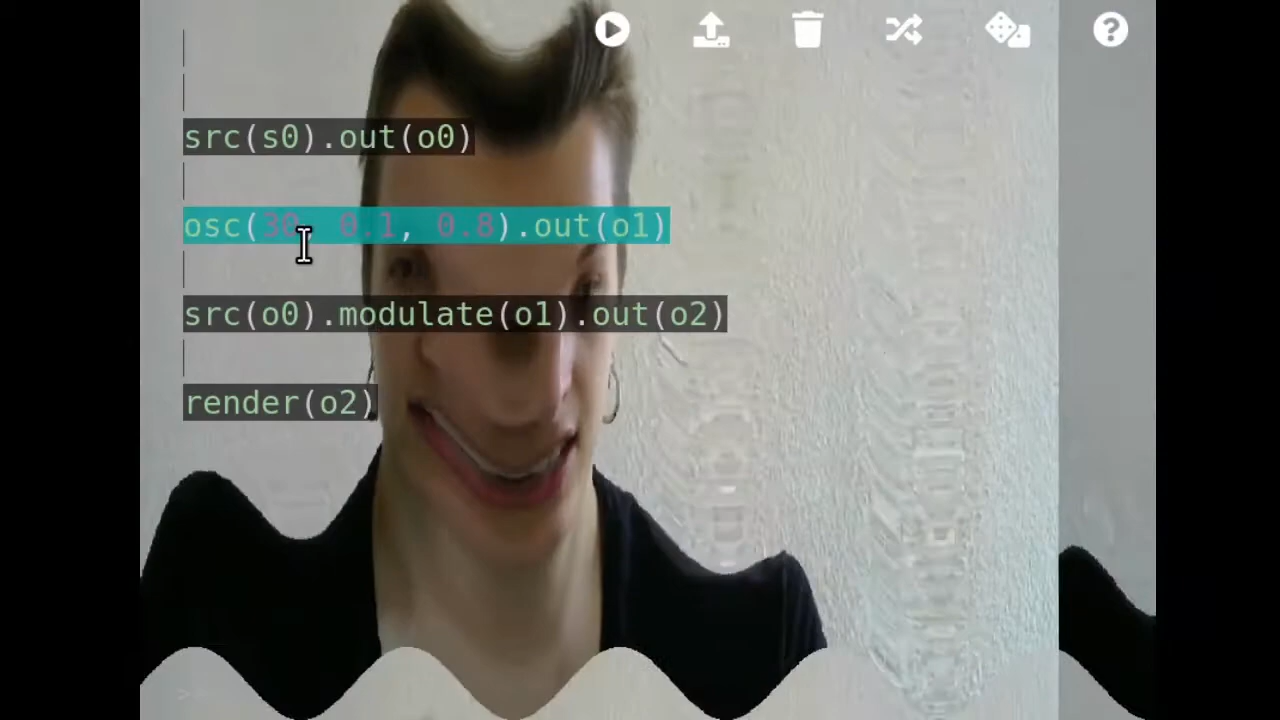 src(s0).out(o0)
osc(30, 0.1, 0.8).out(o1)
src(o0).modulate(o1).out(o2)
render(o2)
>